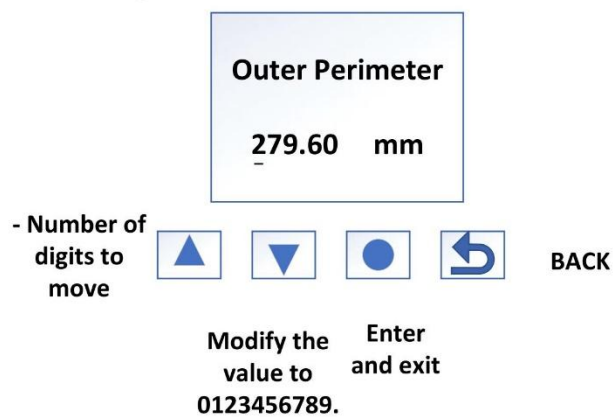 Outer Perimeter
279.60 mm
- Number of
digits to
move
BACK
Modify the
value to
0123456789.
Enter
and exit